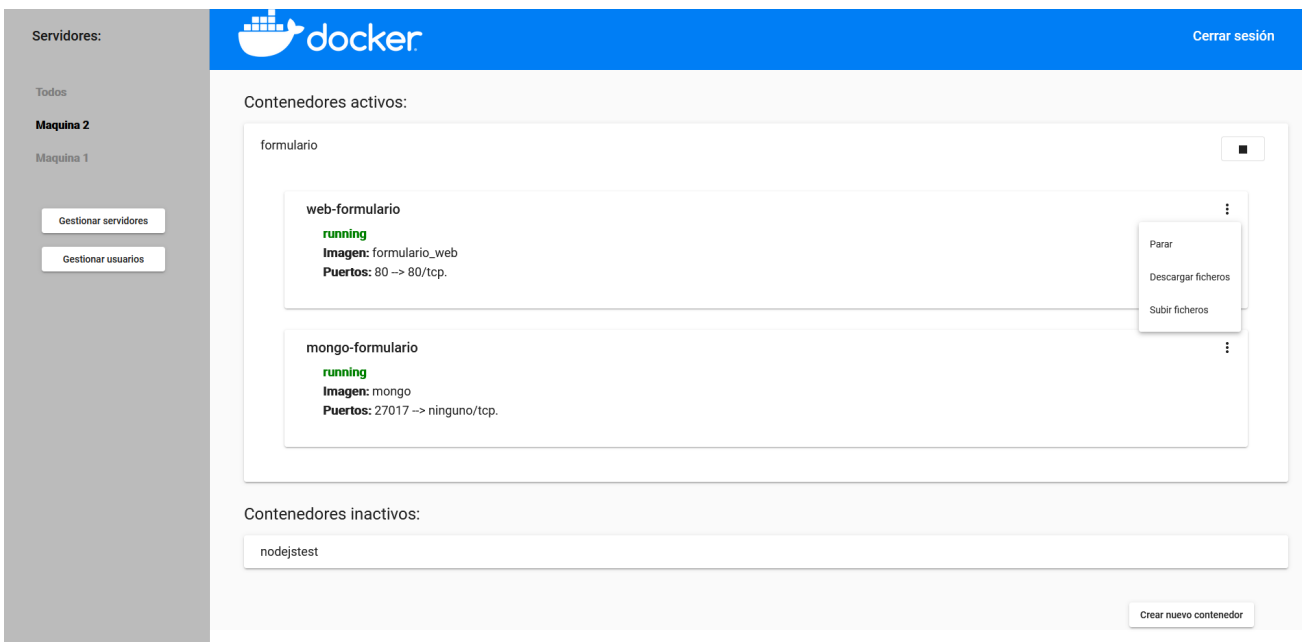 Servidores:
docker
Cerrar sesión
Todos
Maquina 2
Maquina 1
Gestionar servidores
Gestionar usuarios
Contenedores activos:
formulario
web-formulario
running
Imagen: formulario_web
Puertos: 80 --> 80/tcp.
Parar
Descargar ficheros
Subir ficheros
mongo-formulario
running
Imagen: mongo
Puertos: 27017 --> ninguno/tcp.
Contenedores inactivos:
nodejstest
Crear nuevo contenedor